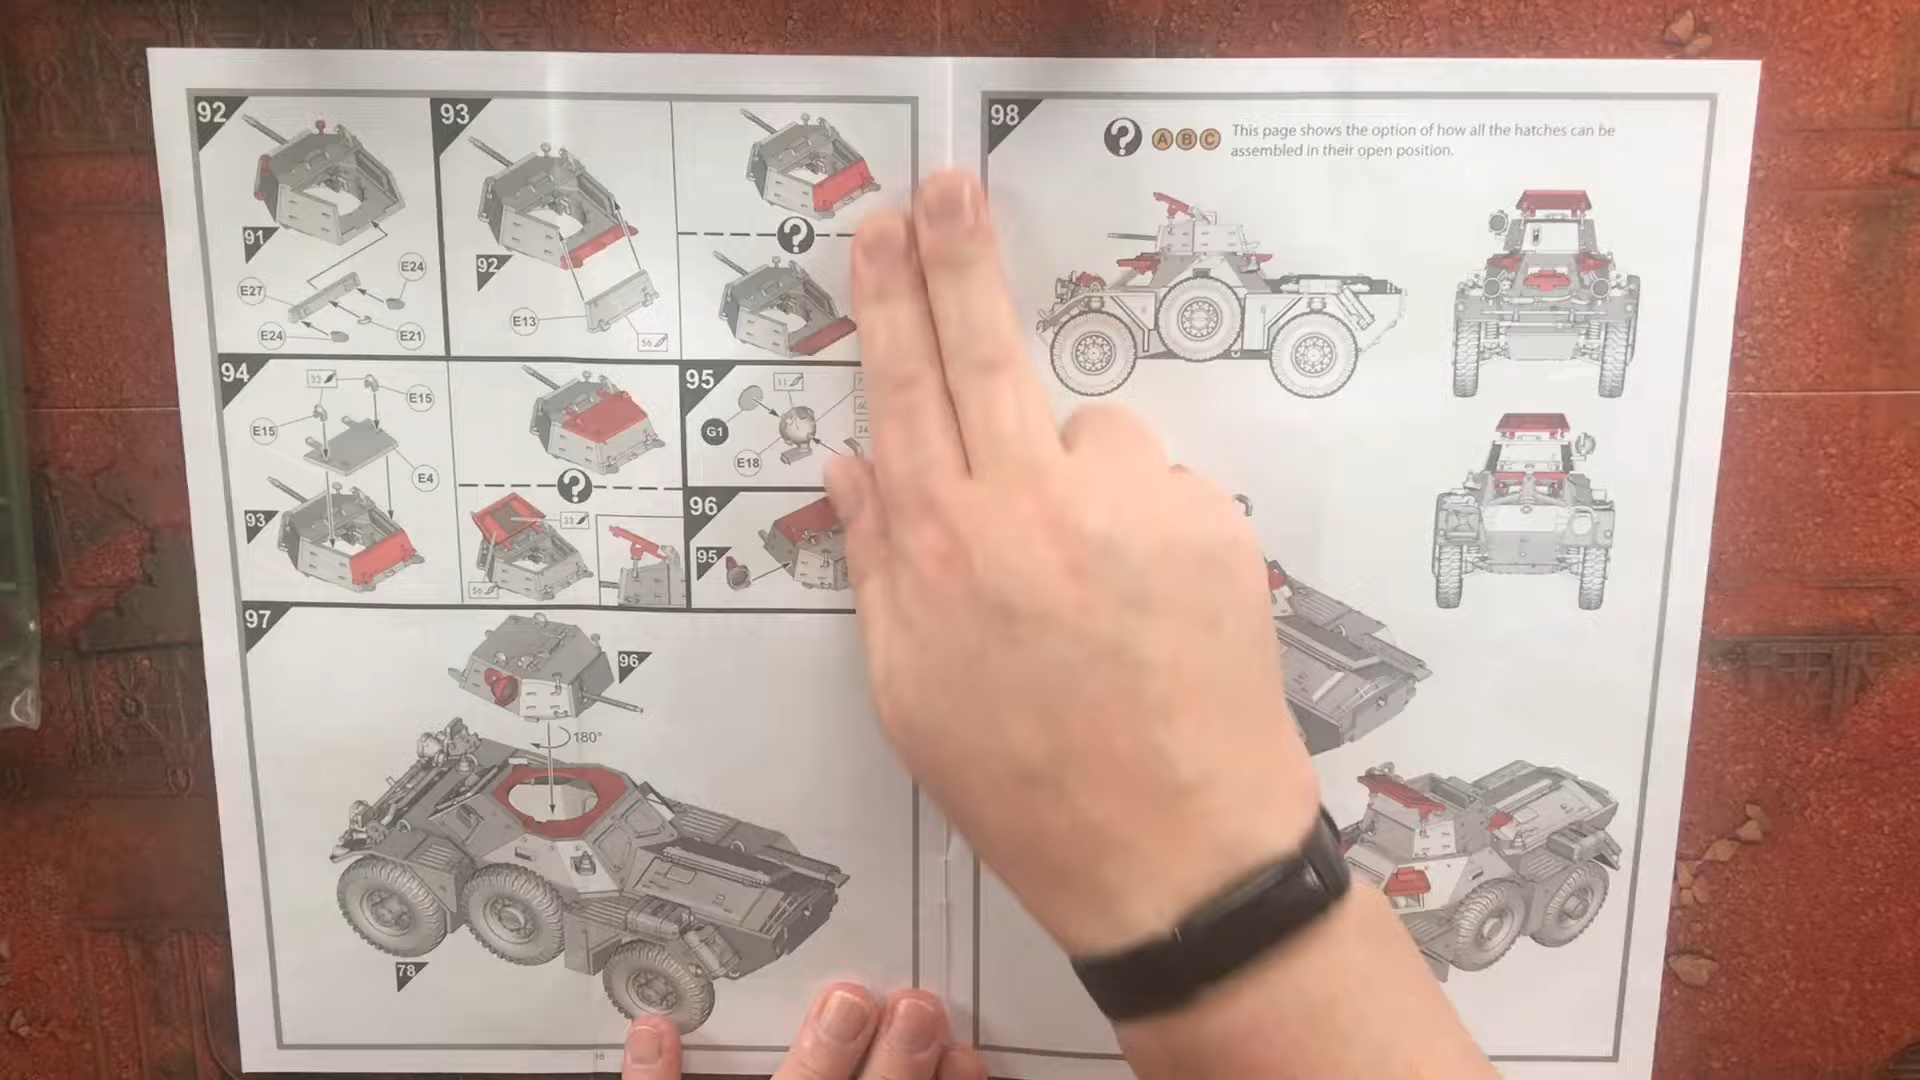 92
91
E27
E24
E24
E21
93
92
E13
56
94
33
E15
E15
E4
93
33
56
95
11
G1
E18
96
95
97
96
180°
78
16
98
A B C
This page shows the option of how all the hatches can be
assembled in their open position.